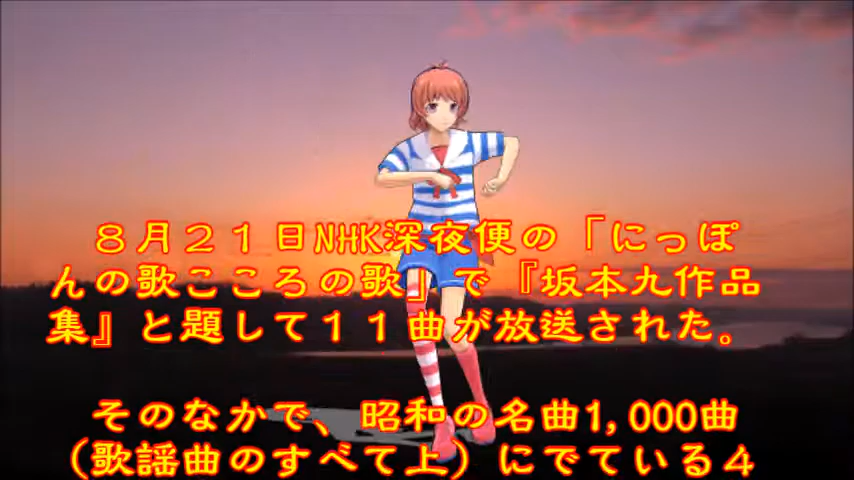 ８月２１日NHK深夜便の「にっぽ
んの歌こころの歌」で『坂本九作品
集』と題して１１曲が放送された。
そのなかで、昭和の名曲1,000曲
（歌謡曲のすべて上）にでている４